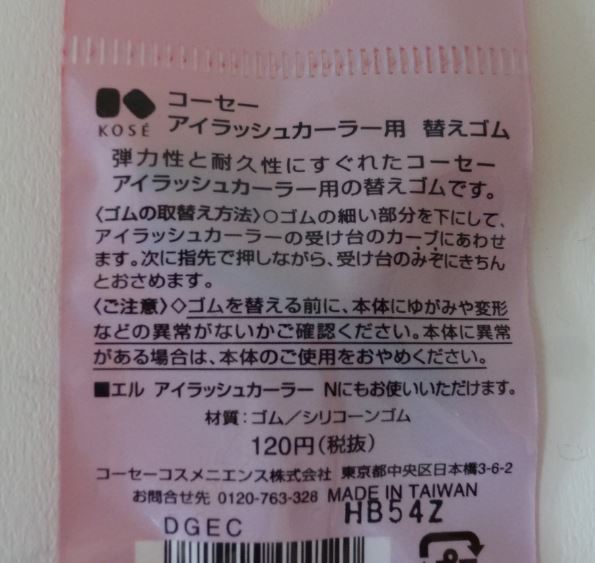 コーセー
KOSÉ
アイラッシュカーラー用 替えゴム
弾力性と耐久性にすぐれたコーセー
アイラッシュカーラー用の替えゴムです。
〈ゴムの取替え方法〉○ゴムの細い部分を下にして、
アイラッシュカーラーの受け台のカーブにあわせ
ます。次に指先で押しながら、受け台のみぞにきちん
とおさめます。
〈ご注意〉◇ゴムを替える前に、本体にゆがみや変形
などの異常がないかご確認ください。本体に異常
がある場合は、本体のご使用をおやめください。
■エル アイラッシュカーラー Nにもお使いいただけます。
材質：ゴム／シリコーンゴム
120円(税抜)
コーセーコスメニエンス株式会社 東京都中央区日本橋3-6-2
お問合せ先 0120-763-328 MADE IN TAIWAN
HB54Z
DGEC